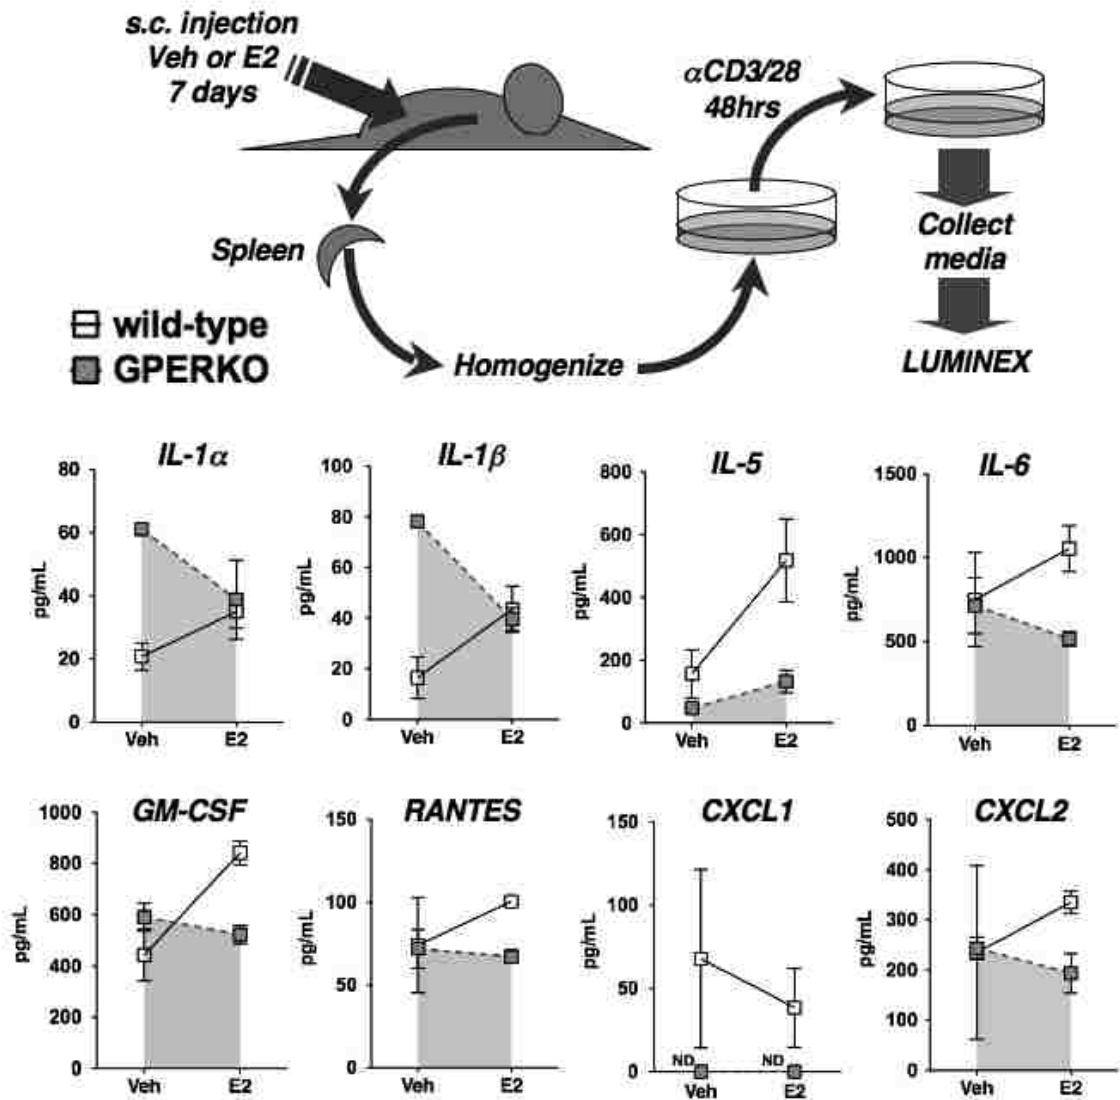 s.c. injection
Veh or E2
7 days
αCD3/28
48hrs
Spleen
Collect
media
wild-type
GPERKO
Homogenize
LUMINEX
IL-1α
80
60
40
20
0
pg/mL
Veh
E2
IL-1β
100
80
60
40
20
0
pg/mL
Veh
E2
IL-5
800
600
400
200
0
pg/mL
Veh
E2
IL-6
1500
1000
500
0
pg/mL
Veh
E2
GM-CSF
1000
800
600
400
200
0
pg/mL
Veh
E2
RANTES
150
100
50
0
pg/mL
Veh
E2
CXCL1
150
100
50
0
pg/mL
ND
ND
Veh
E2
CXCL2
500
400
300
200
100
0
pg/mL
Veh
E2